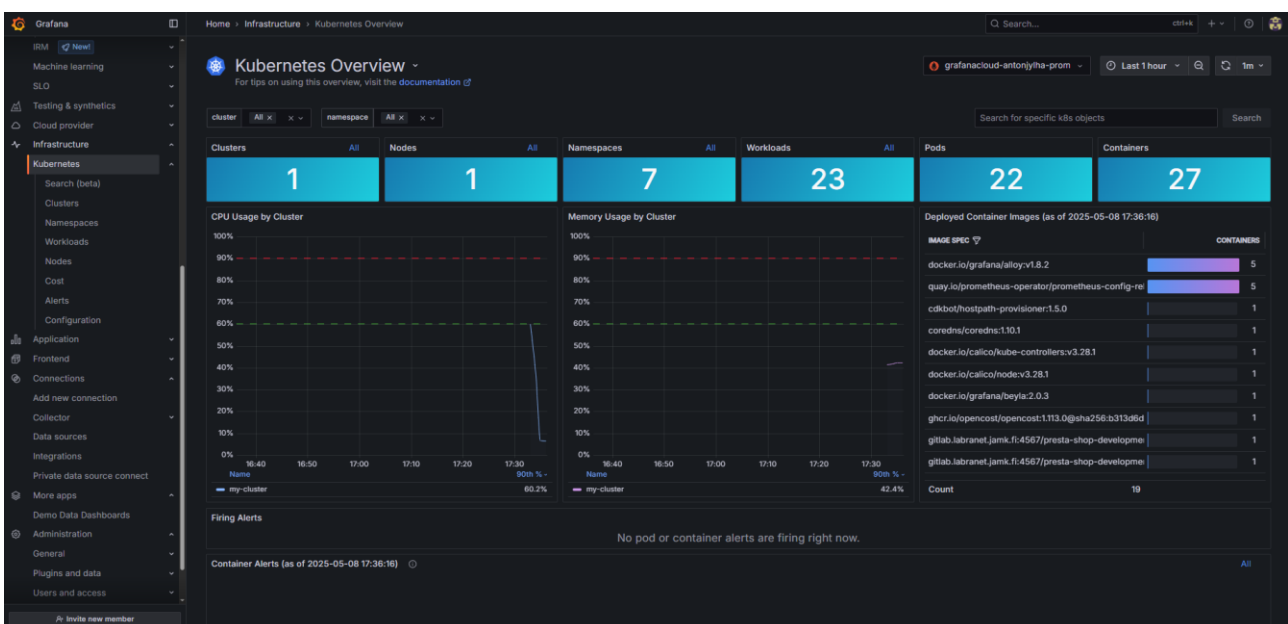 Grafana
Home › Infrastructure › Kubernetes Overview
Search...
ctrl+k
IRM New!
Machine learning
SLO
Testing & synthetics
Cloud provider
Infrastructure
Kubernetes
Search (beta)
Clusters
Namespaces
Workloads
Nodes
Cost
Alerts
Configuration
Application
Frontend
Connections
Add new connection
Collector
Data sources
Integrations
Private data source connect
More apps
Demo Data Dashboards
Administration
General
Plugins and data
Users and access
Invite new member
Kubernetes Overview
For tips on using this overview, visit the documentation
grafanacloud-antonjylha-prom
Last 1 hour
1m
cluster All × namespace All ×
Search for specific k8s objects
Search
Clusters All
1
Nodes All
1
Namespaces All
7
Workloads All
23
Pods
22
Containers
27
CPU Usage by Cluster
100%
90%
80%
70%
60%
50%
40%
30%
20%
10%
0%
16:40 16:50 17:00 17:10 17:20 17:30
Name 90th % -
my-cluster 60.2%
Memory Usage by Cluster
100%
90%
80%
70%
60%
50%
40%
30%
20%
10%
0%
16:40 16:50 17:00 17:10 17:20 17:30
Name 90th % -
my-cluster 42.4%
Deployed Container Images (as of 2025-05-08 17:36:16)
IMAGE SPEC CONTAINERS
docker.io/grafana/alloy:v1.8.2 5
quay.io/prometheus-operator/prometheus-config-rel 5
cdkbot/hostpath-provisioner:1.5.0 1
coredns/coredns:1.10.1 1
docker.io/calico/kube-controllers:v3.28.1 1
docker.io/calico/node:v3.28.1 1
docker.io/grafana/beyla:2.0.3 1
ghcr.io/opencost/opencost:1.113.0@sha256:b313d6d 1
gitlab.labranet.jamk.fi:4567/presta-shop-developme 1
gitlab.labranet.jamk.fi:4567/presta-shop-developme 1
Count 19
Firing Alerts
No pod or container alerts are firing right now.
Container Alerts (as of 2025-05-08 17:36:16)
All